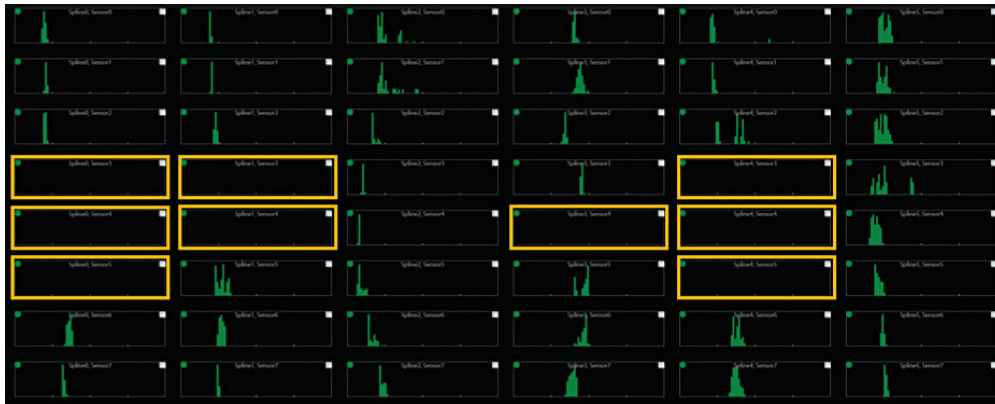 Spline0, Sensor0
Spline1, Sensor0
Spline2, Sensor0
Spline3, Sensor0
Spline4, Sensor0
Spline5, Sensor0
Spline0, Sensor1
Spline1, Sensor1
Spline2, Sensor1
Spline3, Sensor1
Spline4, Sensor1
Spline5, Sensor1
Spline0, Sensor2
Spline1, Sensor2
Spline2, Sensor2
Spline3, Sensor2
Spline4, Sensor2
Spline5, Sensor2
Spline0, Sensor3
Spline1, Sensor3
Spline2, Sensor3
Spline3, Sensor3
Spline4, Sensor3
Spline5, Sensor3
Spline0, Sensor4
Spline1, Sensor4
Spline2, Sensor4
Spline3, Sensor4
Spline4, Sensor4
Spline5, Sensor4
Spline0, Sensor5
Spline1, Sensor5
Spline2, Sensor5
Spline3, Sensor5
Spline4, Sensor5
Spline5, Sensor5
Spline0, Sensor6
Spline1, Sensor6
Spline2, Sensor6
Spline3, Sensor6
Spline4, Sensor6
Spline5, Sensor6
Spline0, Sensor7
Spline1, Sensor7
Spline2, Sensor7
Spline3, Sensor7
Spline4, Sensor7
Spline5, Sensor7